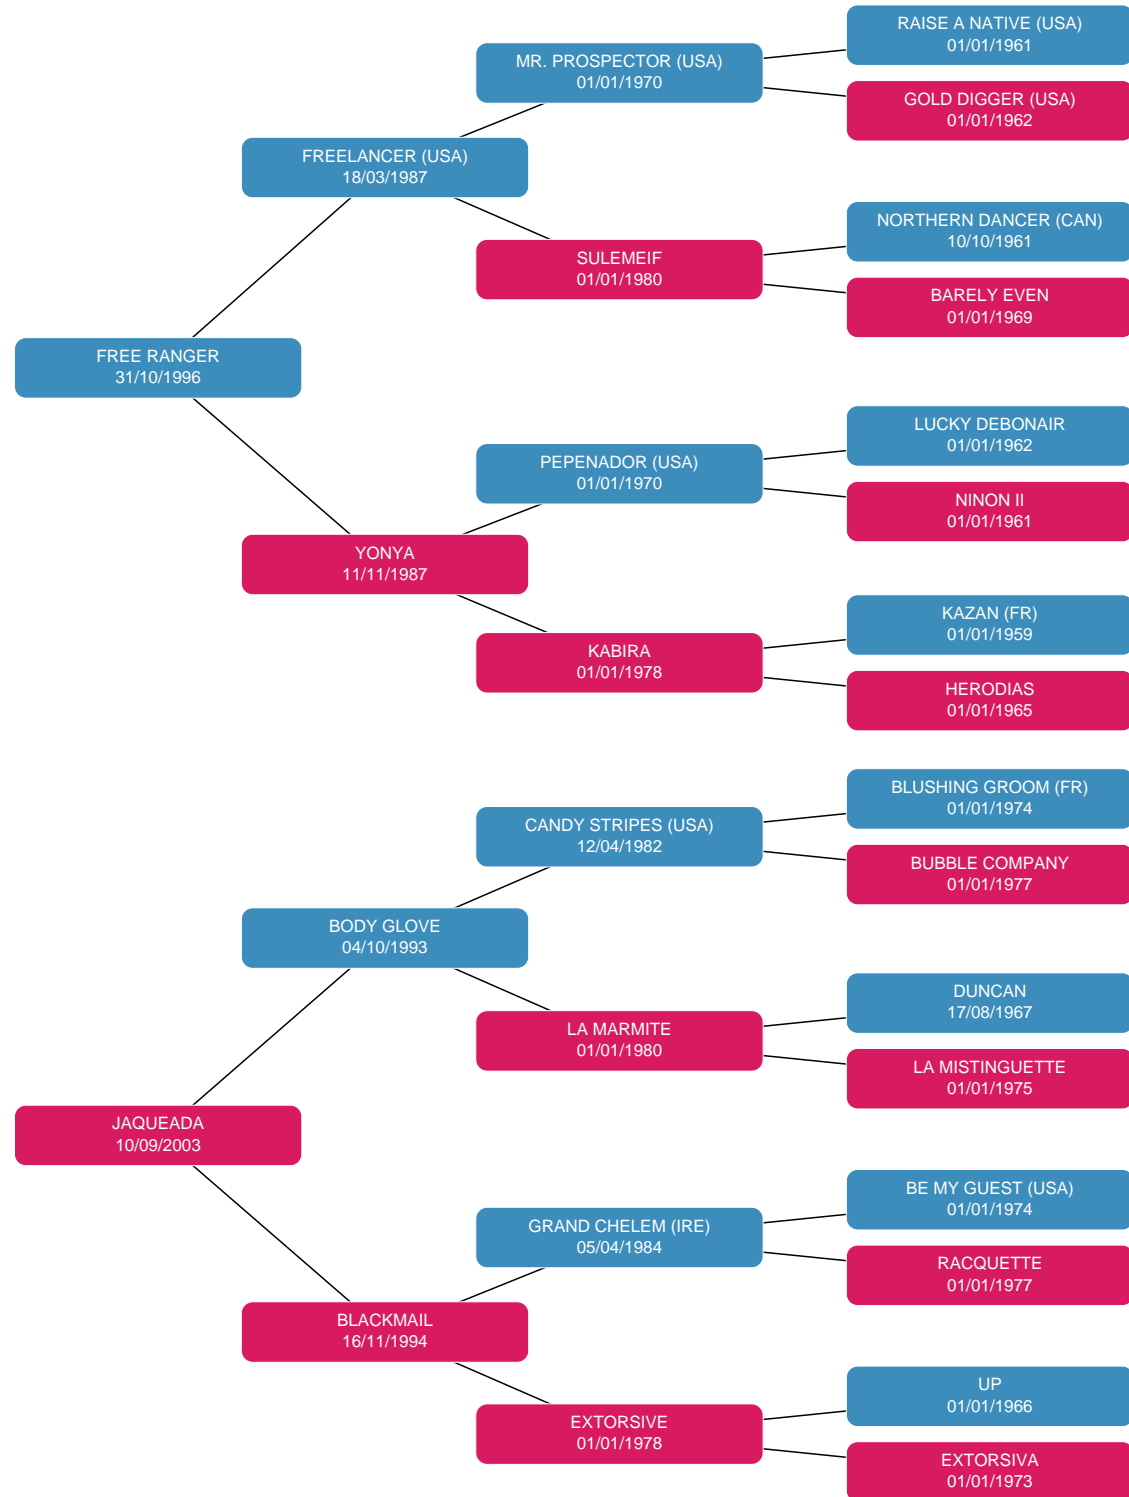 RAISE A NATIVE (USA)
01/01/1961
MR. PROSPECTOR (USA)
01/01/1970
GOLD DIGGER (USA)
01/01/1962
FREELANCER (USA)
18/03/1987
NORTHERN DANCER (CAN)
10/10/1961
SULEMEIF
01/01/1980
BARELY EVEN
01/01/1969
FREE RANGER
31/10/1996
LUCKY DEBONAIR
01/01/1962
PEPENADOR (USA)
01/01/1970
NINON II
01/01/1961
YONYA
11/11/1987
KAZAN (FR)
01/01/1959
KABIRA
01/01/1978
HERODIAS
01/01/1965
BLUSHING GROOM (FR)
01/01/1974
CANDY STRIPES (USA)
12/04/1982
BUBBLE COMPANY
01/01/1977
BODY GLOVE
04/10/1993
DUNCAN
17/08/1967
LA MARMITE
01/01/1980
LA MISTINGUETTE
01/01/1975
JAQUEADA
10/09/2003
BE MY GUEST (USA)
01/01/1974
GRAND CHELEM (IRE)
05/04/1984
RACQUETTE
01/01/1977
BLACKMAIL
16/11/1994
UP
01/01/1966
EXTORSIVE
01/01/1978
EXTORSIVA
01/01/1973